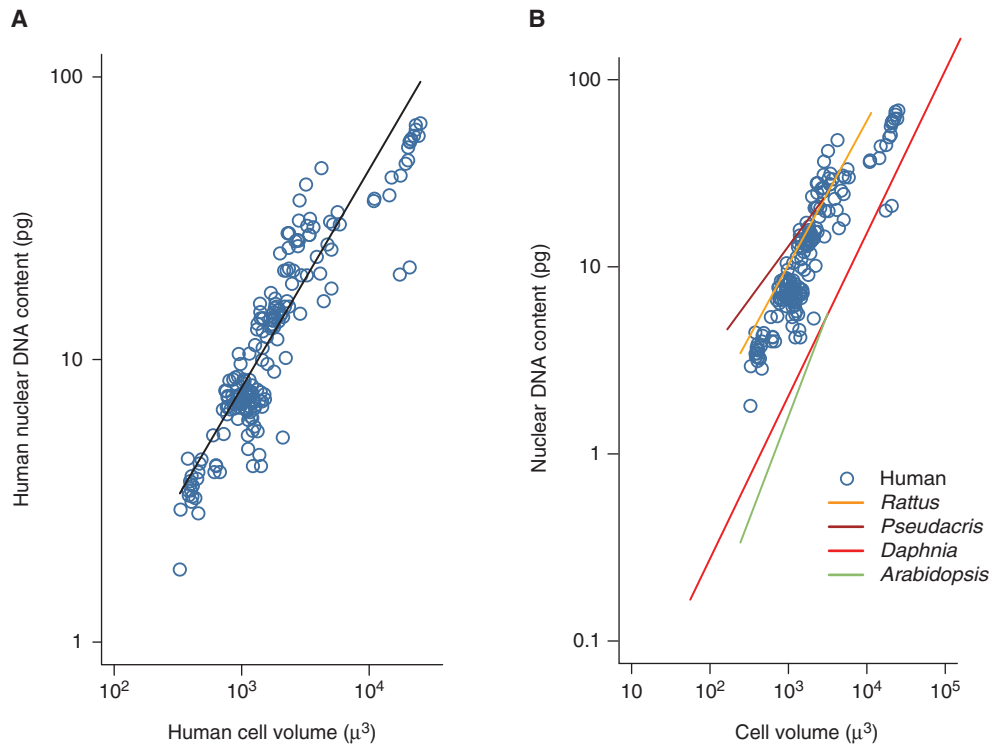 A
Human nuclear DNA content (pg)
100
10
1
10²
10³
10⁴
Human cell volume (µ³)
B
Nuclear DNA content (pg)
100
10
1
0.1
Human
Rattus
Pseudacris
Daphnia
Arabidopsis
10
10²
10³
10⁴
10⁵
Cell volume (µ³)